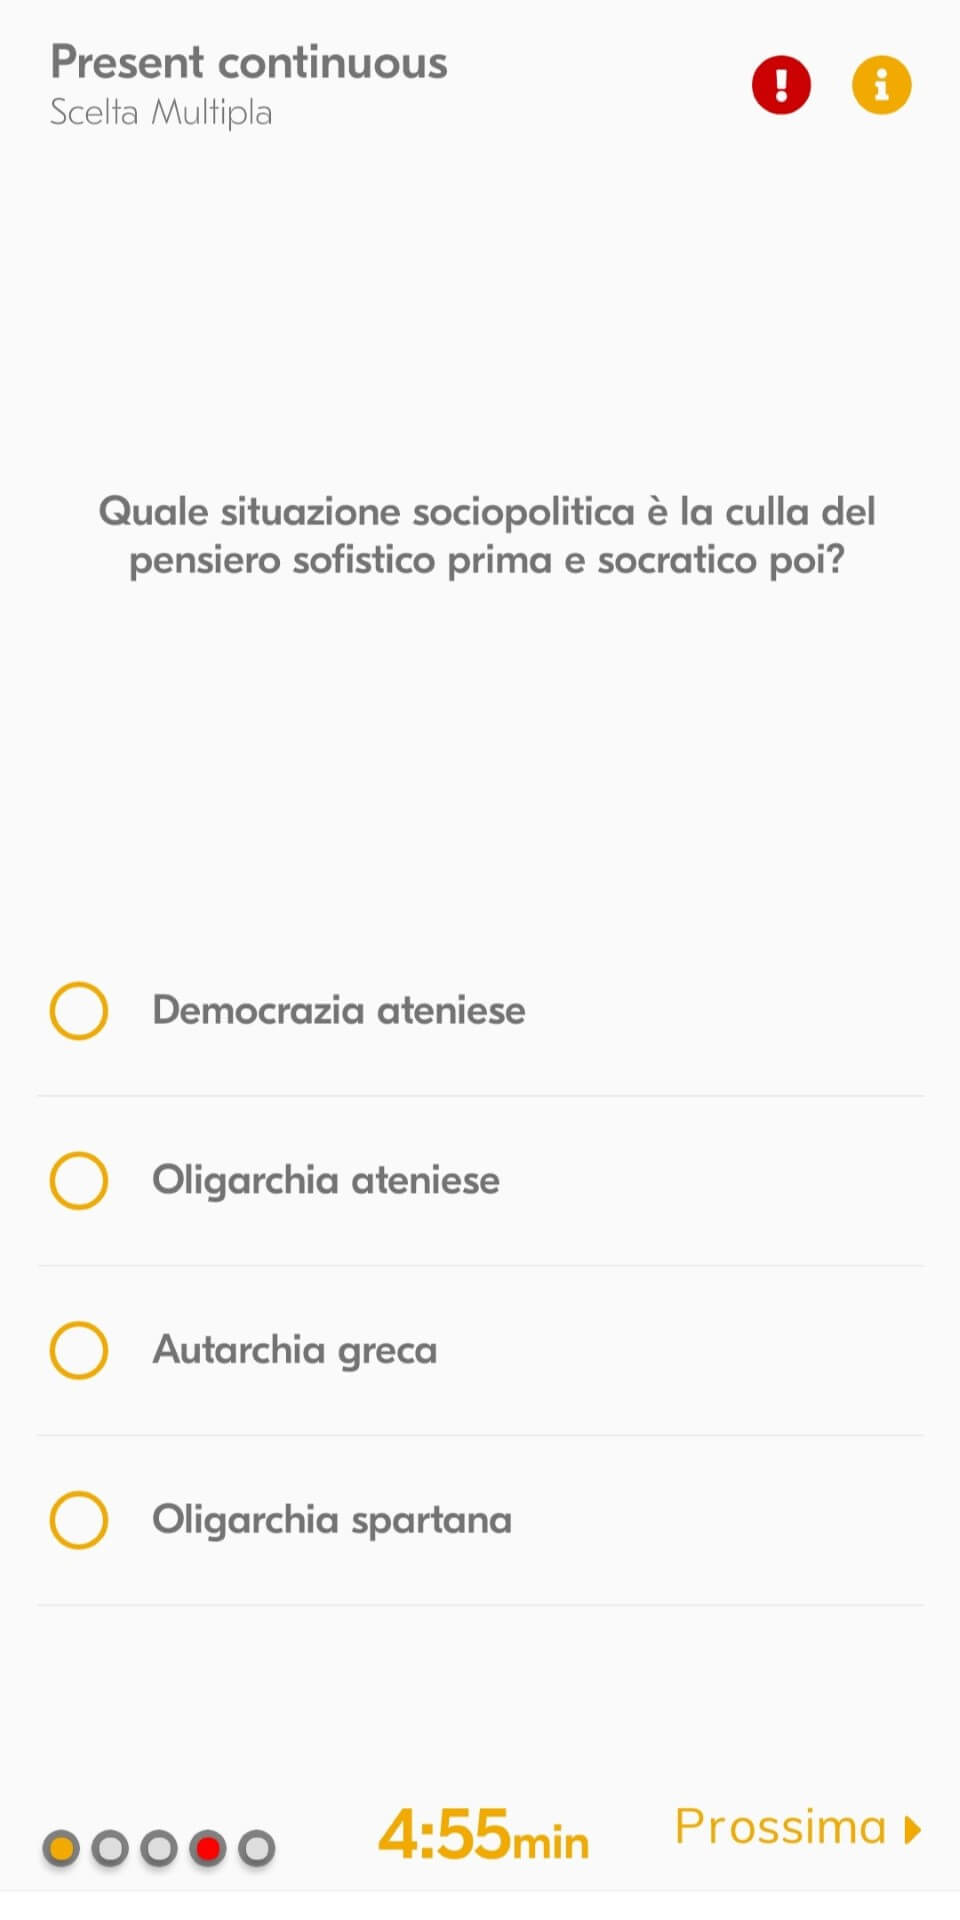 Present continuous
Scelta Multipla
Quale situazione sociopolitica è la culla del
pensiero sofistico prima e socratico poi?
Democrazia ateniese
Oligarchia ateniese
Autarchia greca
Oligarchia spartana
4:55min
Prossima